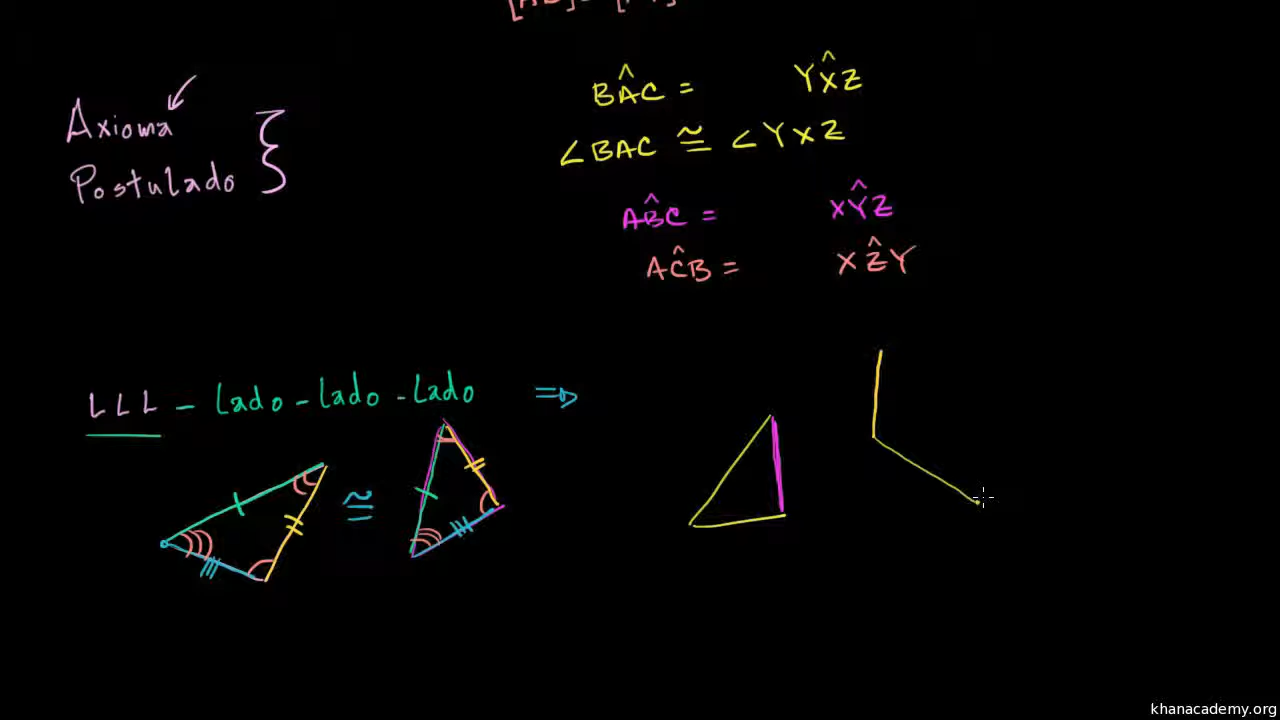 BÂC = YX̂Z
∠BAC ≅ ∠YXZ
Axioma
Postulado
AB̂C = XŶZ
AĈB = XẐY
LLL - Lado - Lado - Lado ⇒
≅
khanacademy.org